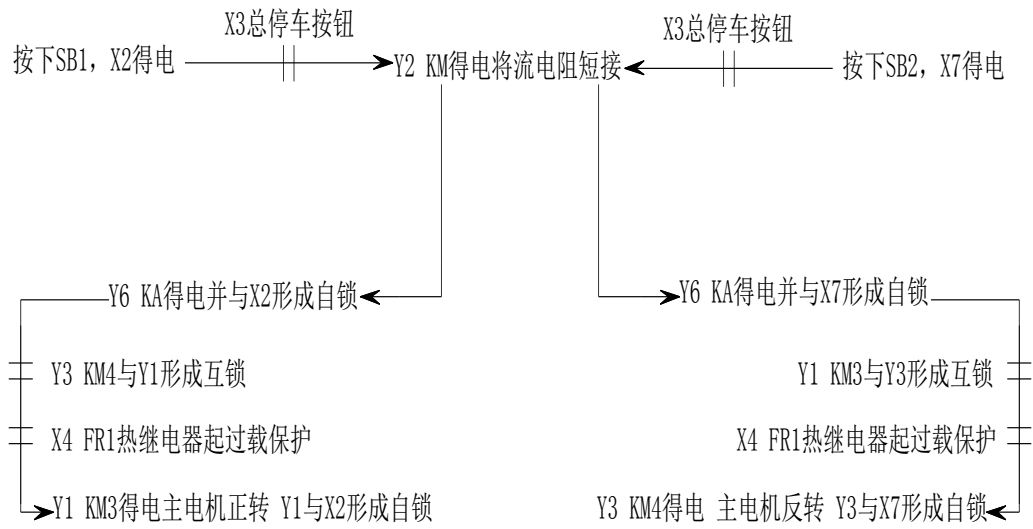 X3总停车按钮
X3总停车按钮
按下SB1，X2得电
Y2 KM得电将流电阻短接
按下SB2，X7得电
Y6 KA得电并与X2形成自锁
Y6 KA得电并与X7形成自锁
Y3 KM4与Y1形成互锁
Y1 KM3与Y3形成互锁
X4 FR1热继电器起过载保护
X4 FR1热继电器起过载保护
Y1 KM3得电主电机正转 Y1与X2形成自锁
Y3 KM4得电 主电机反转 Y3与X7形成自锁